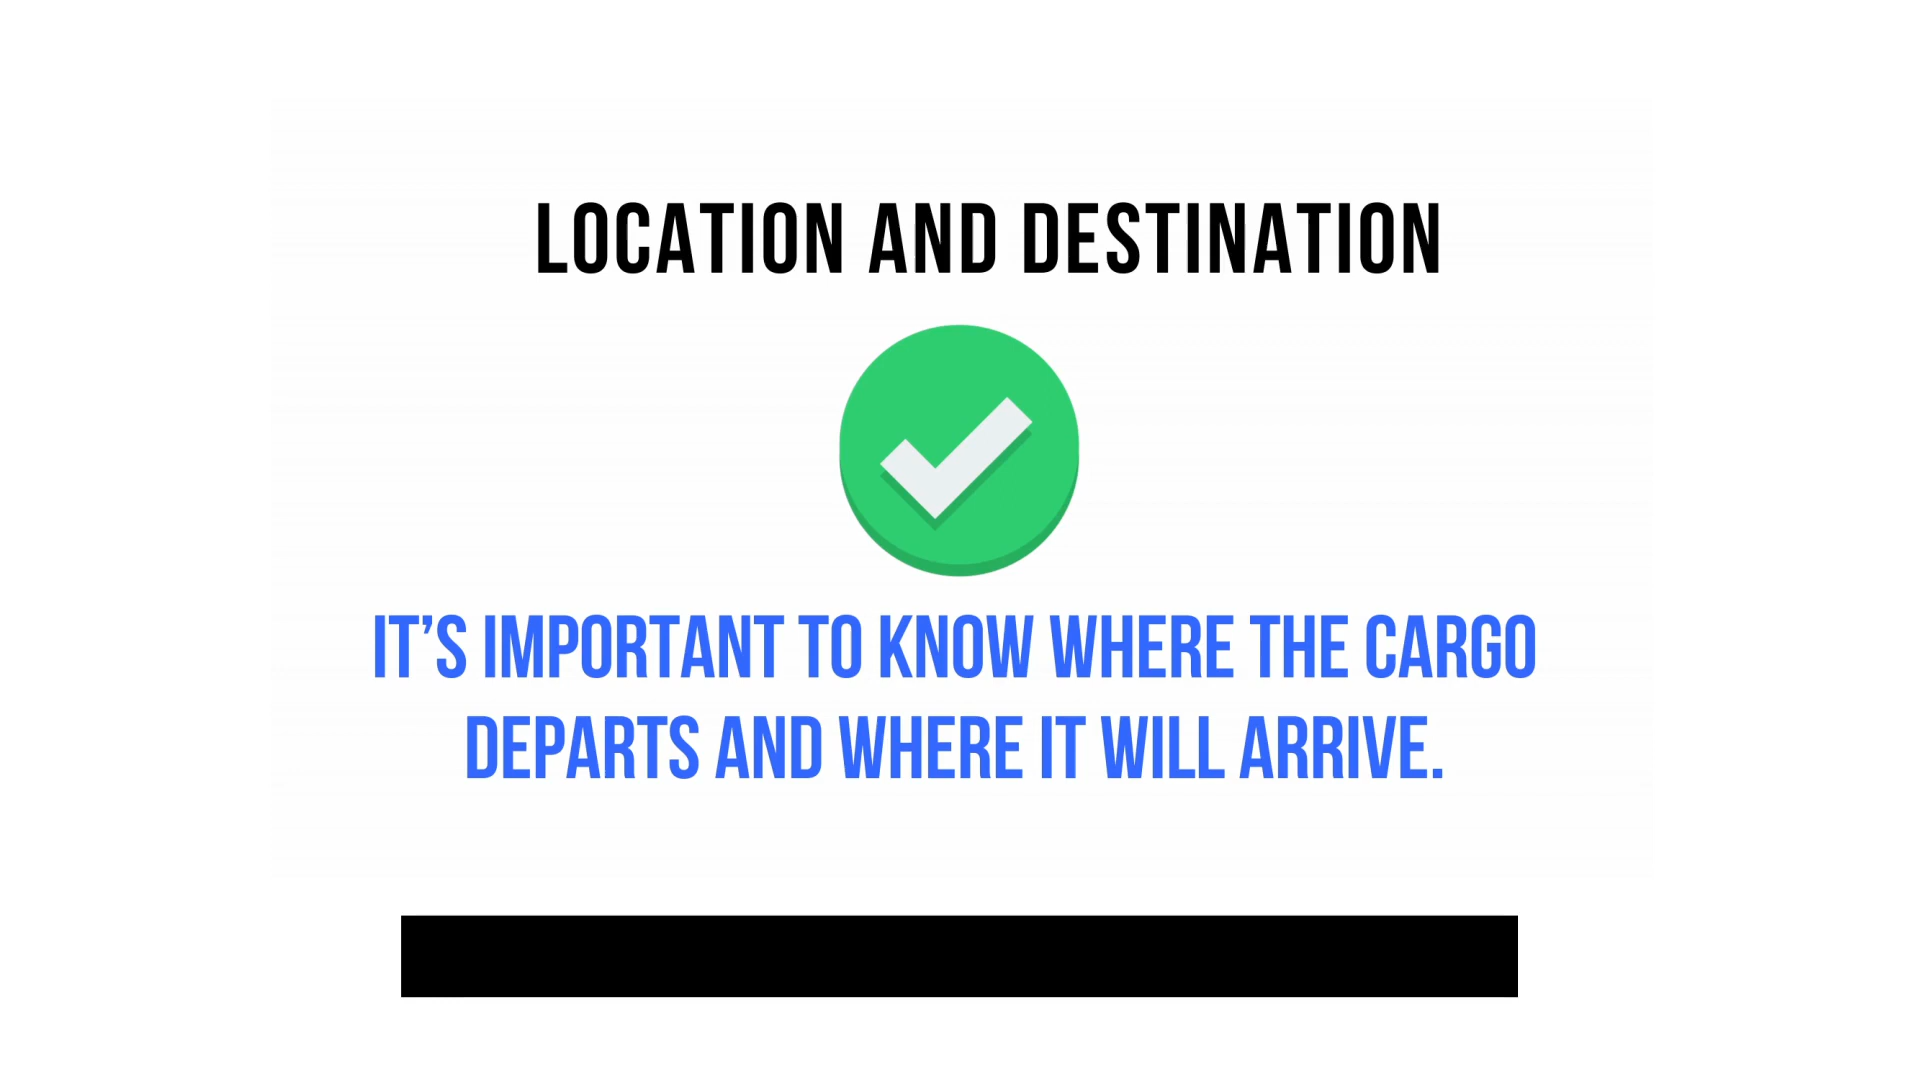 LOCATION AND DESTINATION
IT'S IMPORTANT TO KNOW WHERE THE CARGO
DEPARTS AND WHERE IT WILL ARRIVE.